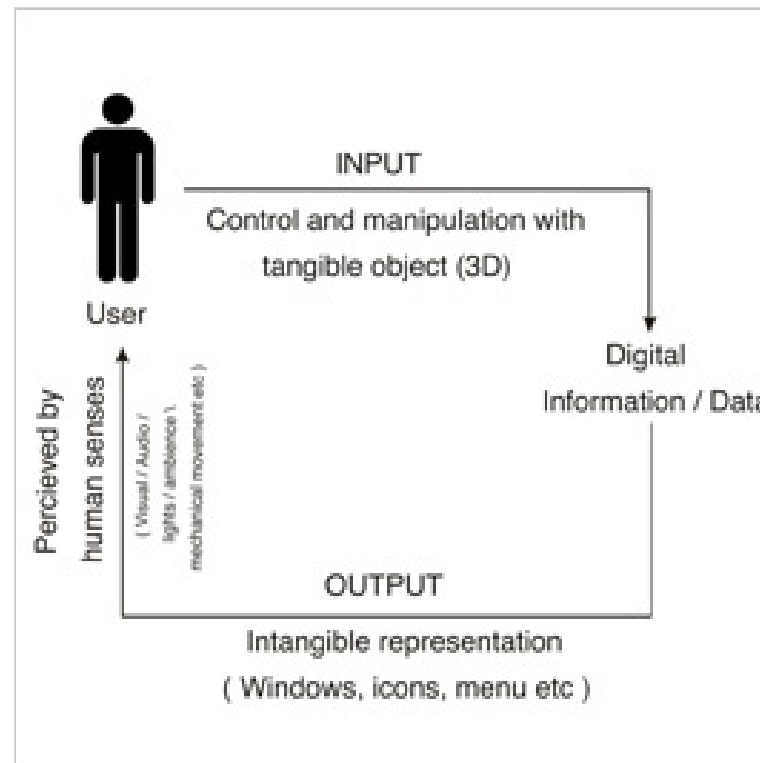 INPUT
Control and manipulation with
tangible object (3D)
User
Digital
Information / Data
Percieved by
human senses
( Visual / Audio /
lights / ambience \
mechanical movement etc )
OUTPUT
Intangible representation
( Windows, icons, menu etc )